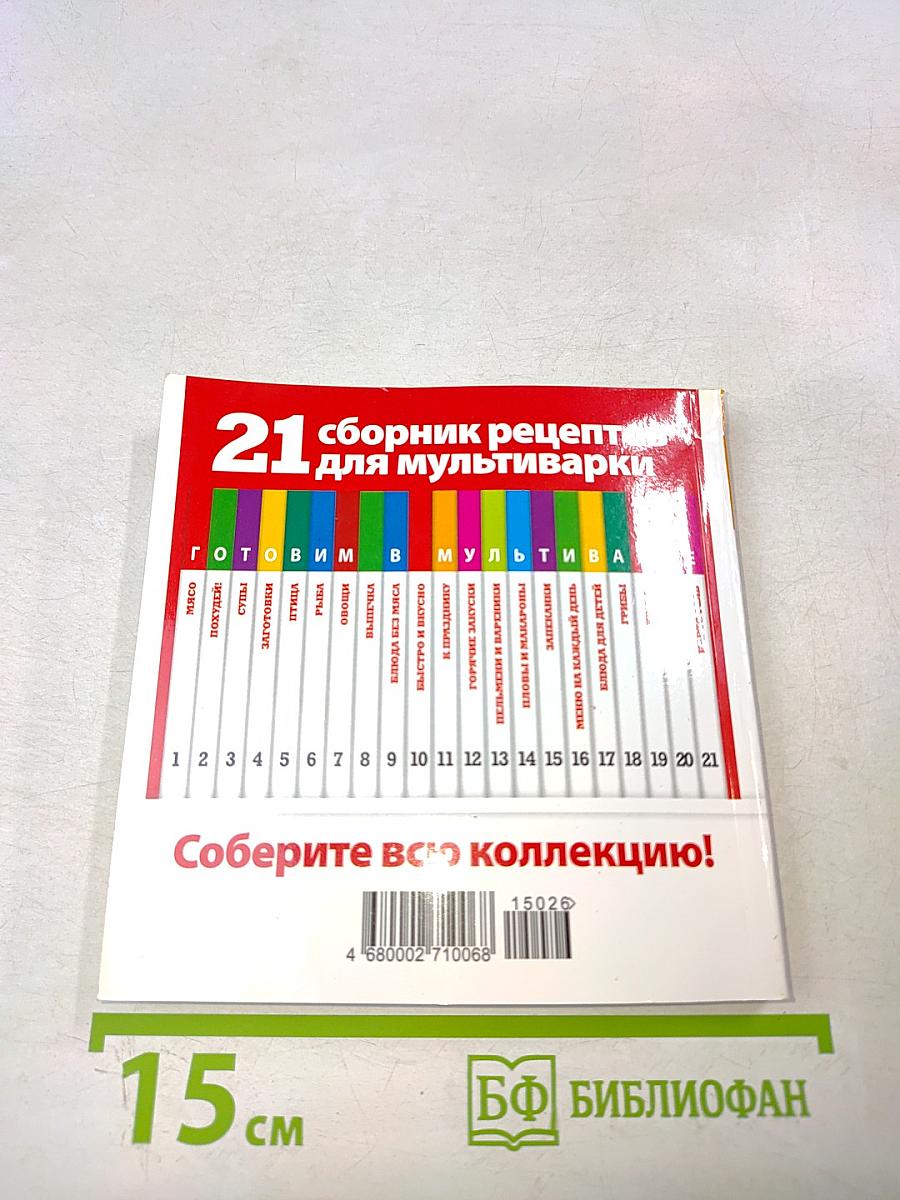 21 сборник рецепт
для мультиварки
ГОТОВИМ В МУЛЬТИВА
МЯСО
ПОХУДЕЙ!
СУПЫ
ЗАГОТОВКИ
ПТИЦА
РЫБА
ОВОЩИ
ВЫПЕЧКА
БЛЮДА БЕЗ МЯСА
БЫСТРО И ВКУСНО
К ПРАЗДНИКУ
ГОРЯЧИЕ ЗАКУСКИ
ПЕЛЬМЕНИ И ВАРЕНИКИ
ПЛОВЫ И МАКАРОНЫ
ЗАПЕКАНКИ
МЕНЮ НА КАЖДЫЙ ДЕНЬ
БЛЮДА ДЛЯ ДЕТЕЙ
ГРИБЫ
1 2 3 4 5 6 7 8 9 10 11 12 13 14 15 16 17 18 19 20 21
Соберите всю коллекцию!
15026>
4 680002 710068
15 см
БФ БИБЛИОФАН